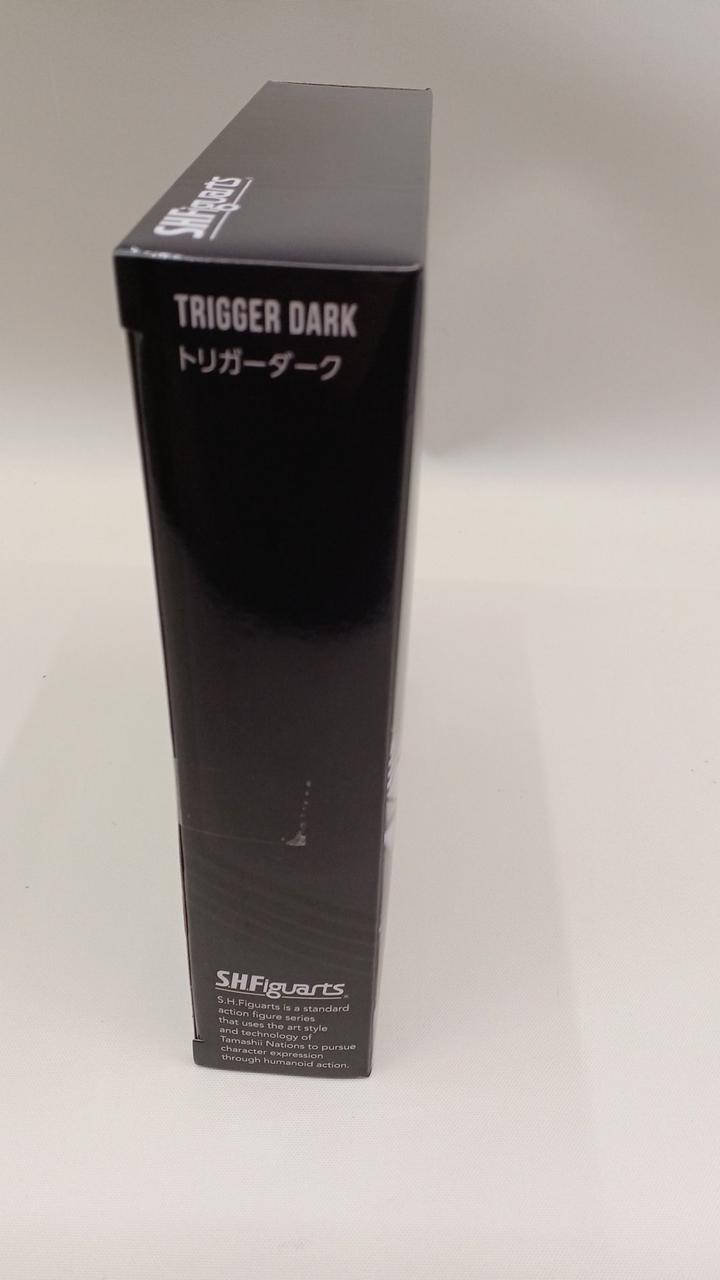 S.H.Figuarts
TRIGGER DARK
トリガーダーク
S.H.Figuarts
S.H.Figuarts is a standard
action figure series
that uses the art style
and technology of
Tamashii Nations to pursue
character expression
through humanoid action.